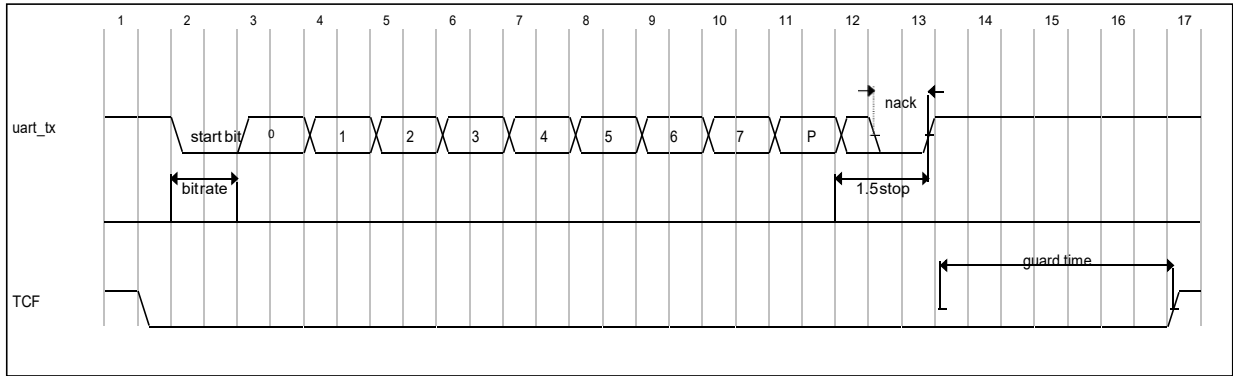 1 2 3 4 5 6 7 8 9 10 11 12 13 14 15 16 17
nack
uart_tx
start bit 0 1 2 3 4 5 6 7 P
bitrate 1.5stop
guard time
TCF